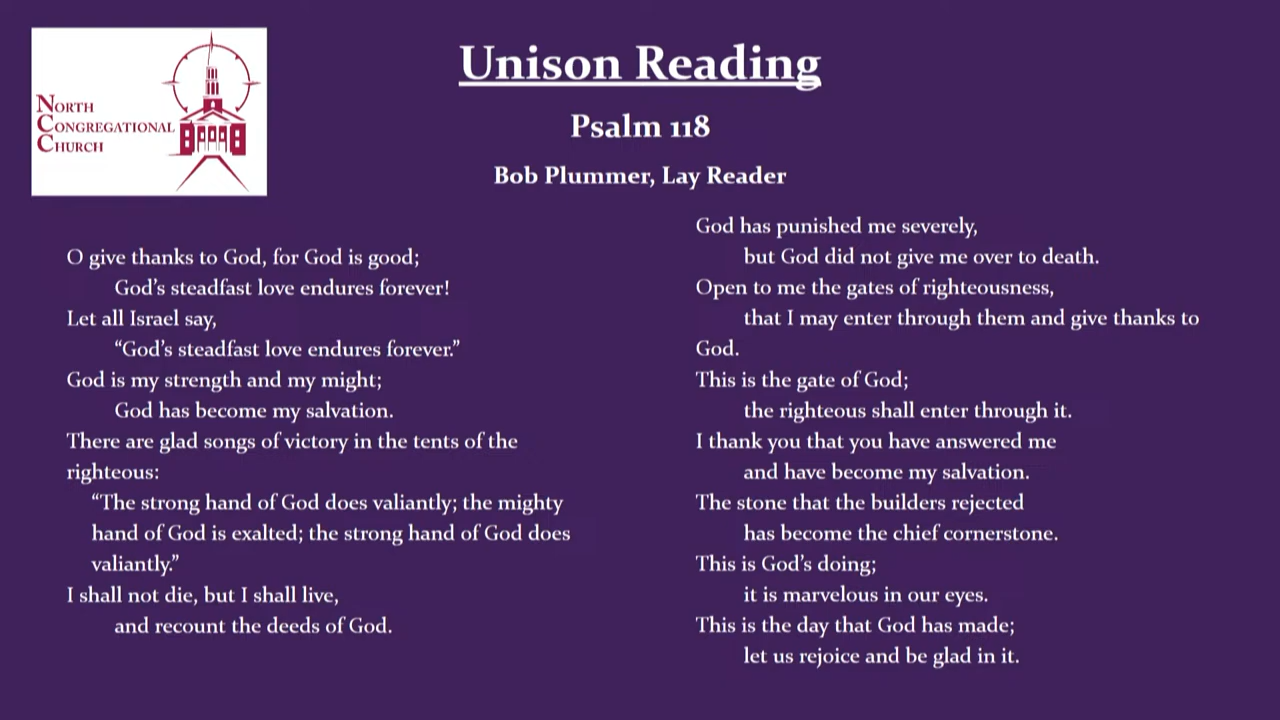 NORTH
CONGREGATIONAL
CHURCH
Unison Reading
Psalm 118
Bob Plummer, Lay Reader
O give thanks to God, for God is good;
God’s steadfast love endures forever!
Let all Israel say,
“God’s steadfast love endures forever.”
God is my strength and my might;
God has become my salvation.
There are glad songs of victory in the tents of the
righteous:
“The strong hand of God does valiantly; the mighty
hand of God is exalted; the strong hand of God does
valiantly.”
I shall not die, but I shall live,
and recount the deeds of God.
God has punished me severely,
but God did not give me over to death.
Open to me the gates of righteousness,
that I may enter through them and give thanks to
God.
This is the gate of God;
the righteous shall enter through it.
I thank you that you have answered me
and have become my salvation.
The stone that the builders rejected
has become the chief cornerstone.
This is God’s doing;
it is marvelous in our eyes.
This is the day that God has made;
let us rejoice and be glad in it.